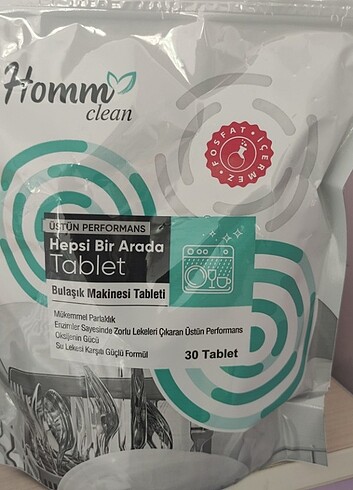 Homm
clean
FOSFAT İÇERMEZ
ÜSTÜN PERFORMANS
Hepsi Bir Arada
Tablet
Bulaşık Makinesi Tableti
Mükemmel Parlaklık
Enzimler Sayesinde Zorlu Lekeleri Çıkaran Üstün Performans
Oksijenin Gücü
Su Lekesi Karşıtı Güçlü Formül
30 Tablet